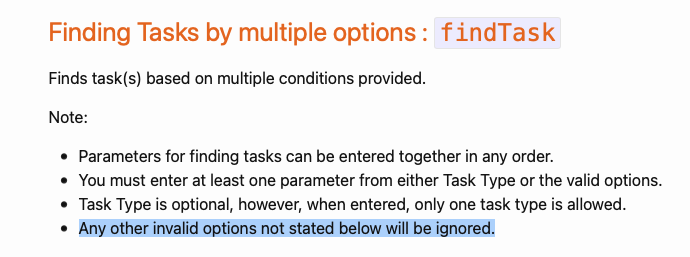 Finding Tasks by multiple options : findTask
Finds task(s) based on multiple conditions provided.
Note:
• Parameters for finding tasks can be entered together in any order.
• You must enter at least one parameter from either Task Type or the valid options.
• Task Type is optional, however, when entered, only one task type is allowed.
• Any other invalid options not stated below will be ignored.